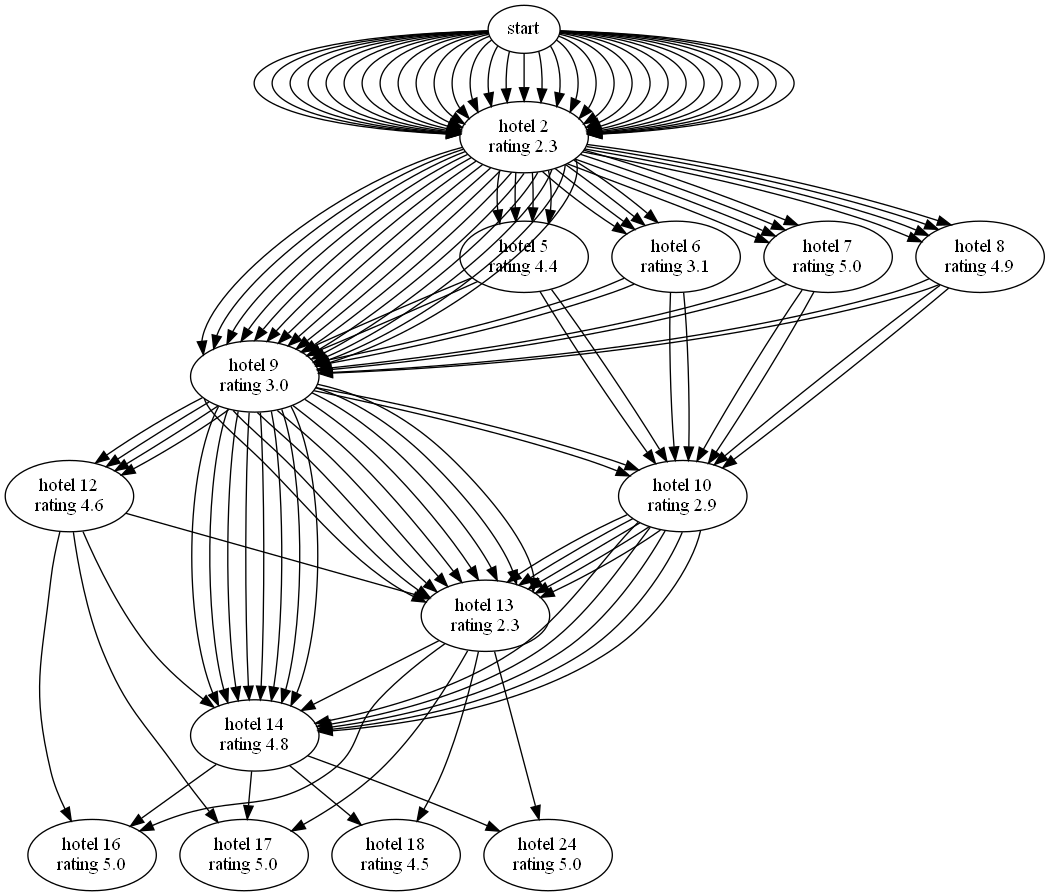 start
hotel 2
rating 2.3
hotel 5
rating 4.4
hotel 6
rating 3.1
hotel 7
rating 5.0
hotel 8
rating 4.9
hotel 9
rating 3.0
hotel 12
rating 4.6
hotel 10
rating 2.9
hotel 13
rating 2.3
hotel 14
rating 4.8
hotel 16
rating 5.0
hotel 17
rating 5.0
hotel 18
rating 4.5
hotel 24
rating 5.0